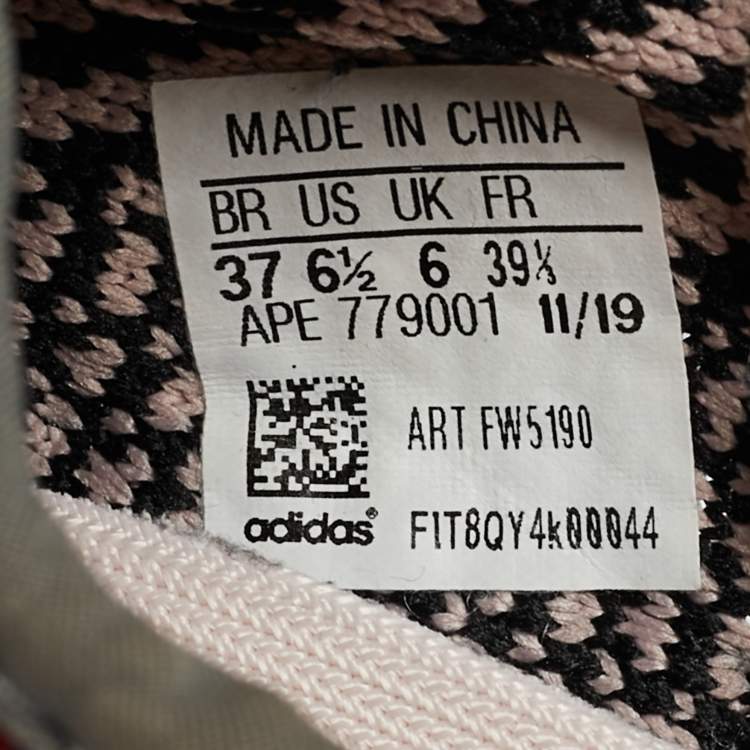 MADE IN CHINA
BR US UK FR
37 6½ 6 39⅓
APE 779001 11/19
ART FW5190
adidas®
F1T8QY4k00044